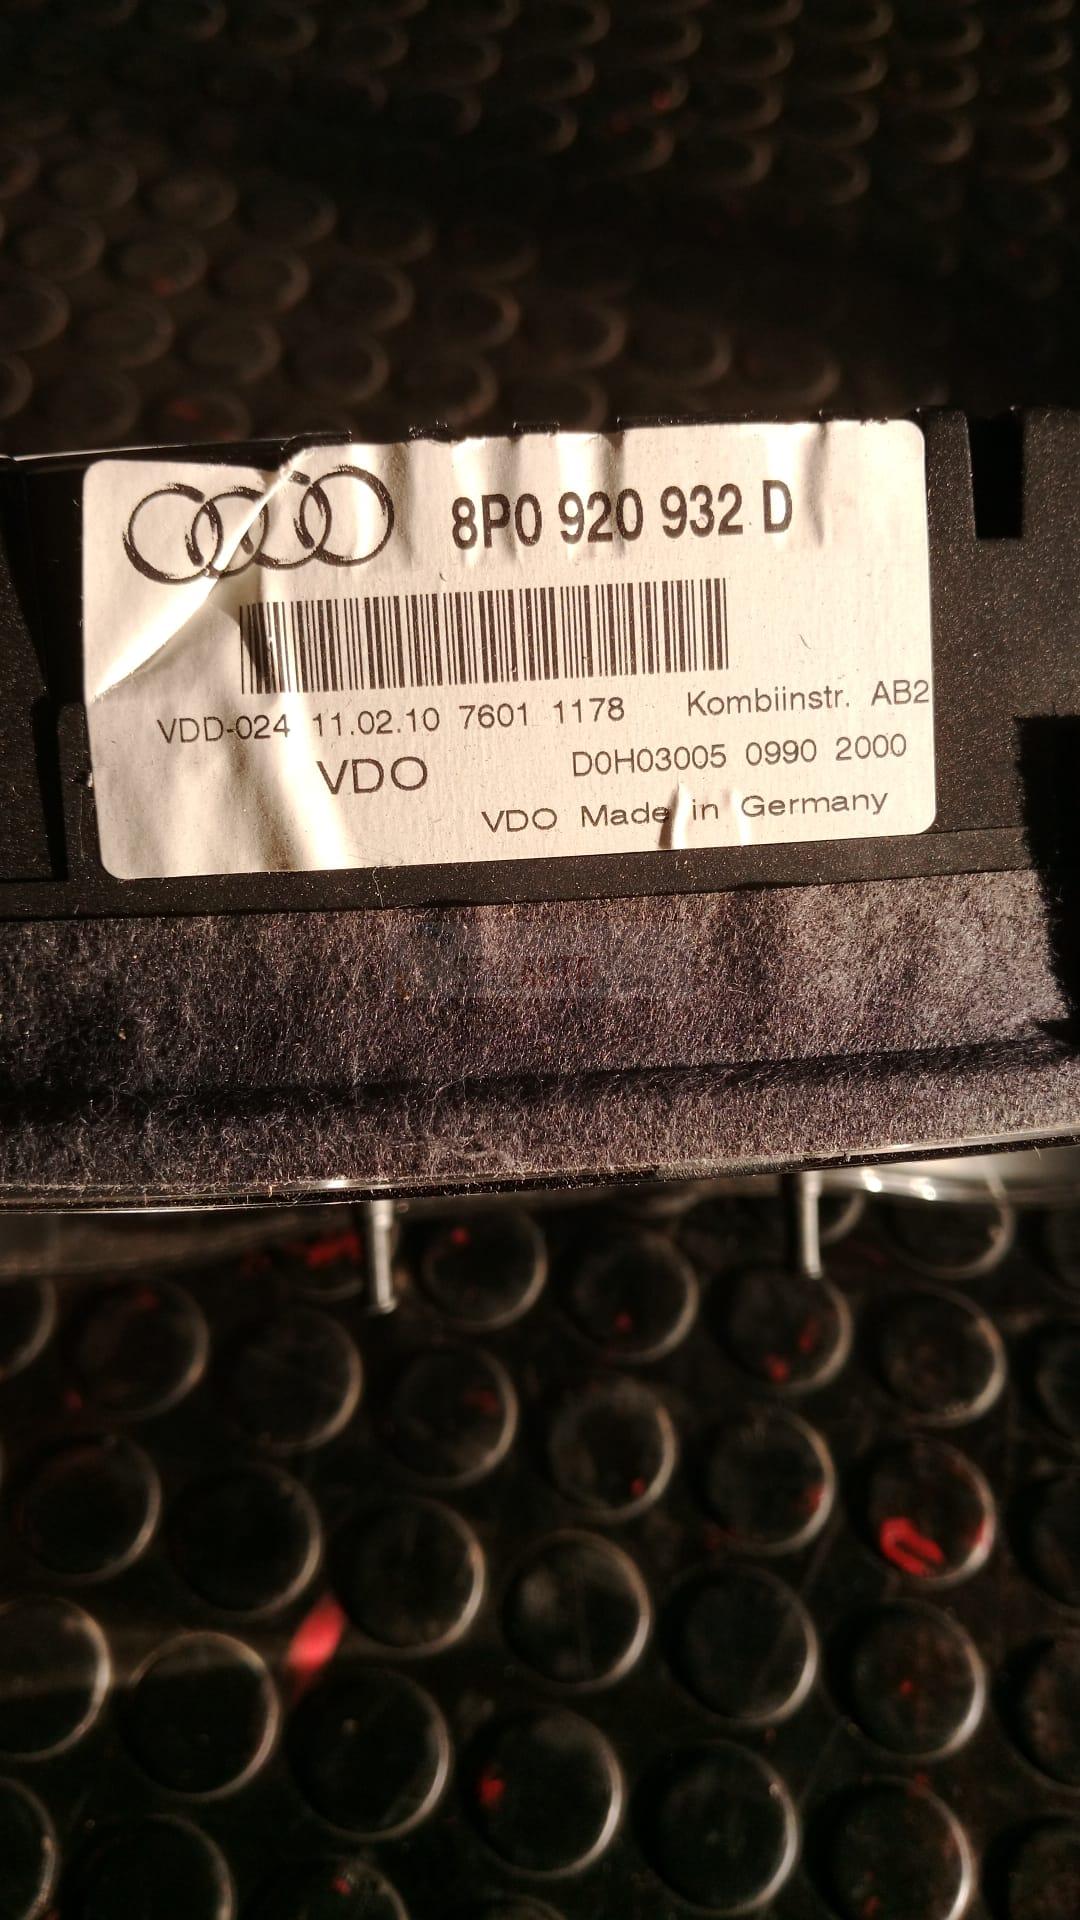 8P0 920 932 D
VDD-024 11.02.10 7601 1178 Kombiinstr. AB2
VDO D0H03005 0990 2000
VDO Made in Germany